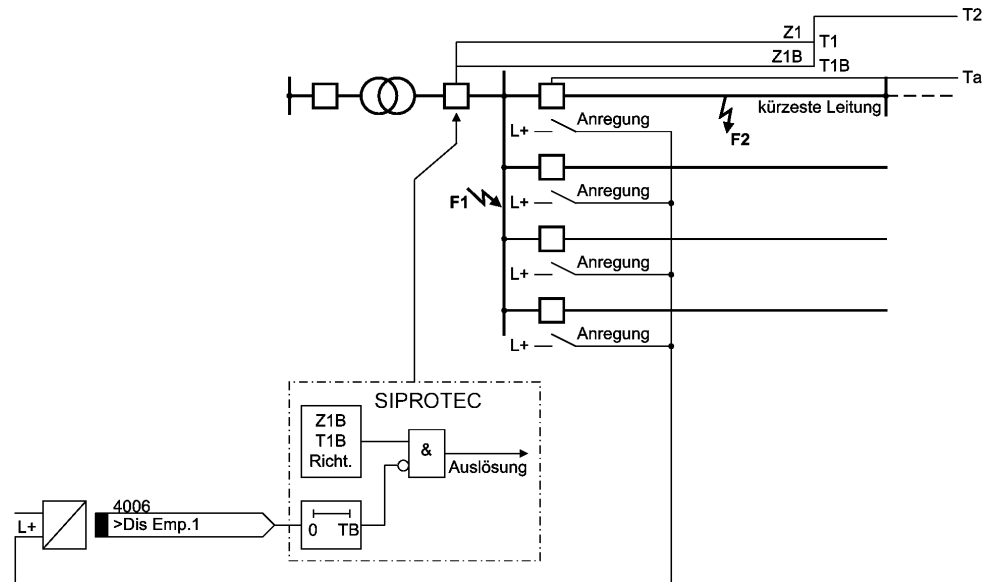 T2
Z1
T1
Z1B
T1B
Ta
kürzeste Leitung
Anregung
L+
F2
F1
Anregung
L+
Anregung
L+
Anregung
L+
SIPROTEC
Z1B
T1B
Richt.
&
Auslösung
4006
>Dis Emp.1
L+
0 TB